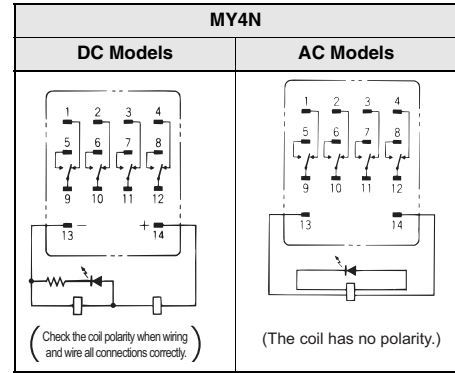 MY4N
DC Models
AC Models
1 2 3 4
5 6 7 8
9 10 11 12
13 − + 14
(Check the coil polarity when wiring
and wire all connections correctly.)
1 2 3 4
5 6 7 8
9 10 11 12
13 14
(The coil has no polarity.)